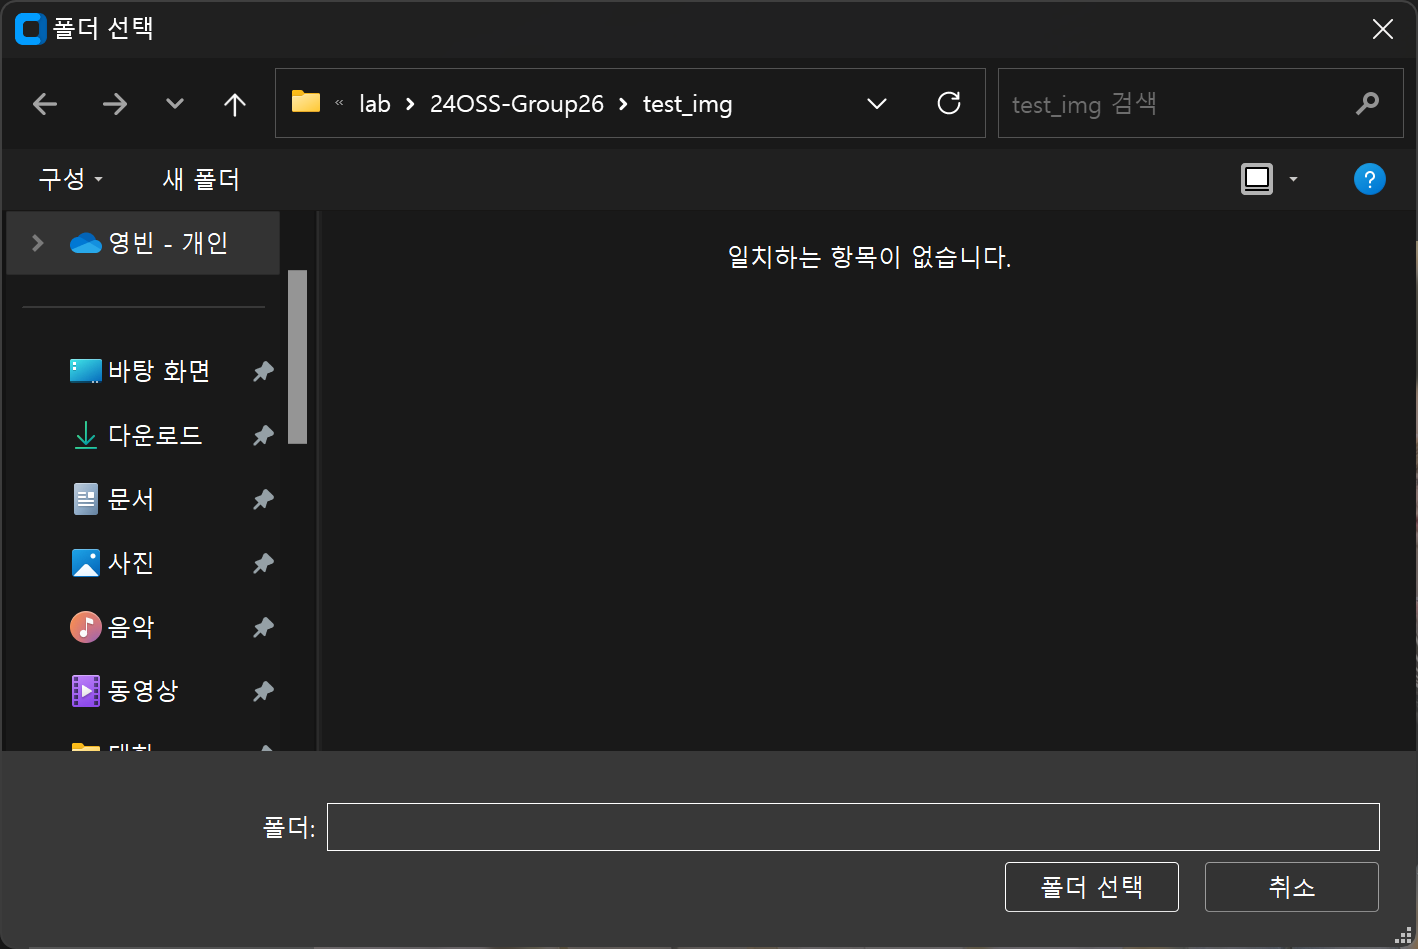 폴더 선택
« lab > 24OSS-Group26 > test_img
test_img 검색
구성
새 폴더
?
영빈 - 개인
일치하는 항목이 없습니다.
바탕 화면
다운로드
문서
사진
음악
동영상
폴더:
폴더 선택
취소